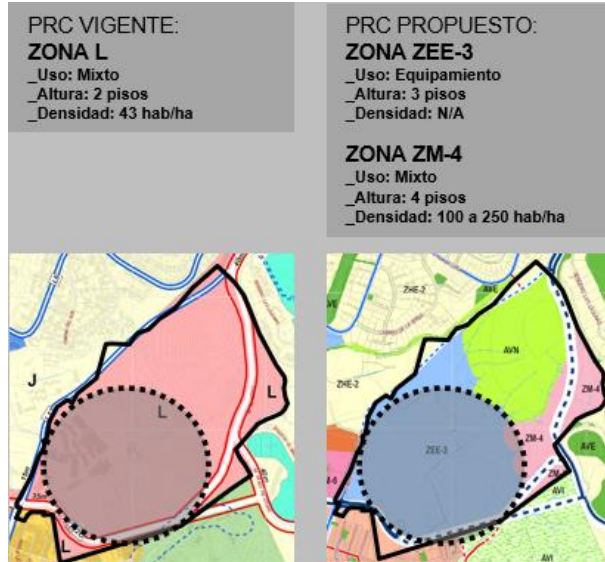 PRC VIGENTE:
ZONA L
_Uso: Mixto
_Altura: 2 pisos
_Densidad: 43 hab/ha
PRC PROPUESTO:
ZONA ZEE-3
_Uso: Equipamiento
_Altura: 3 pisos
_Densidad: N/A
ZONA ZM-4
_Uso: Mixto
_Altura: 4 pisos
_Densidad: 100 a 250 hab/ha
J
L
L
L
ZHE-2
AVE
AVN
ZHE-2
ZM-4
ZM-4
ZEE-3
AVE
ZM
AVI
AVI